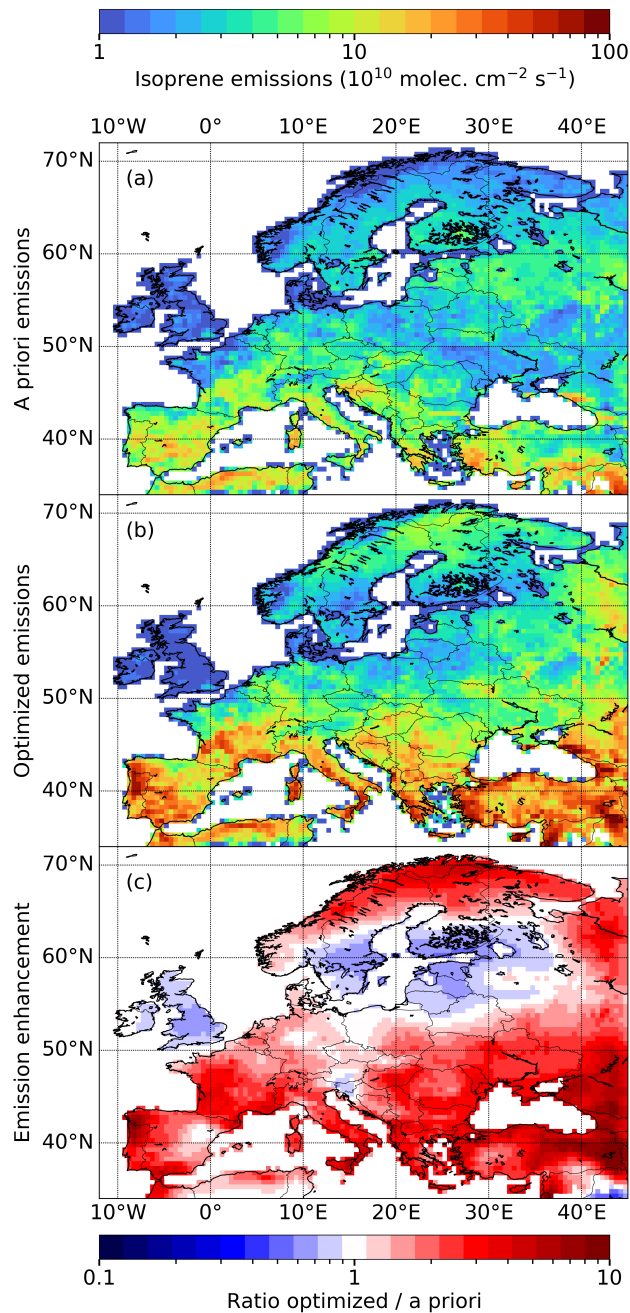 1 10 100
Isoprene emissions (10¹⁰ molec. cm⁻² s⁻¹)
10°W 0° 10°E 20°E 30°E 40°E
70°N
(a)
60°N
A priori emissions
50°N
40°N
70°N
(b)
60°N
Optimized emissions
50°N
40°N
70°N
(c)
60°N
Emission enhancement
50°N
40°N
10°W 0° 10°E 20°E 30°E 40°E
0.1 1 10
Ratio optimized / a priori